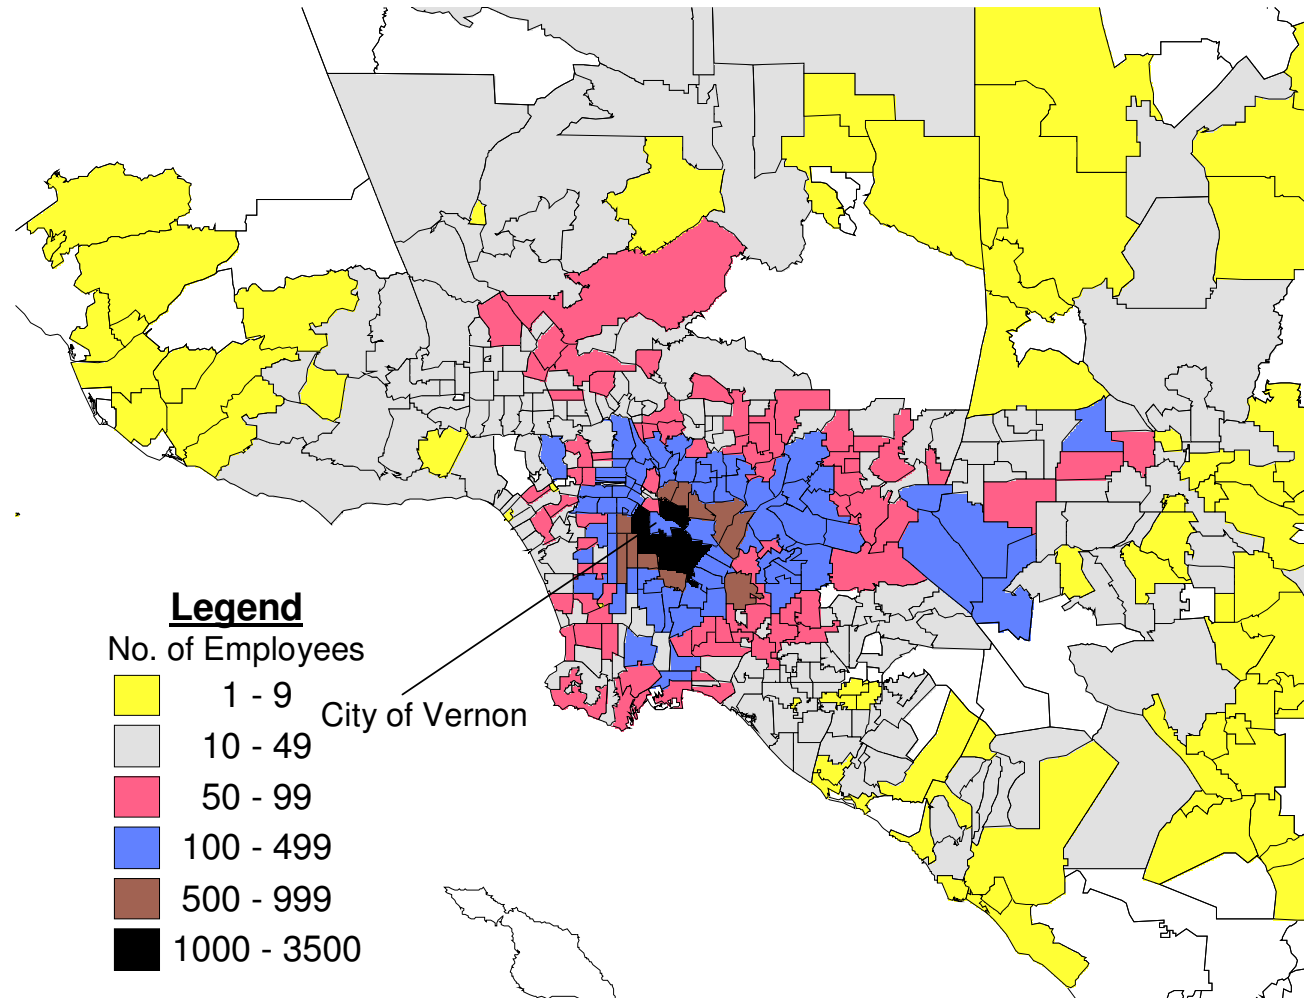 Legend
No. of Employees
1 - 9
10 - 49
50 - 99
100 - 499
500 - 999
1000 - 3500
City of Vernon